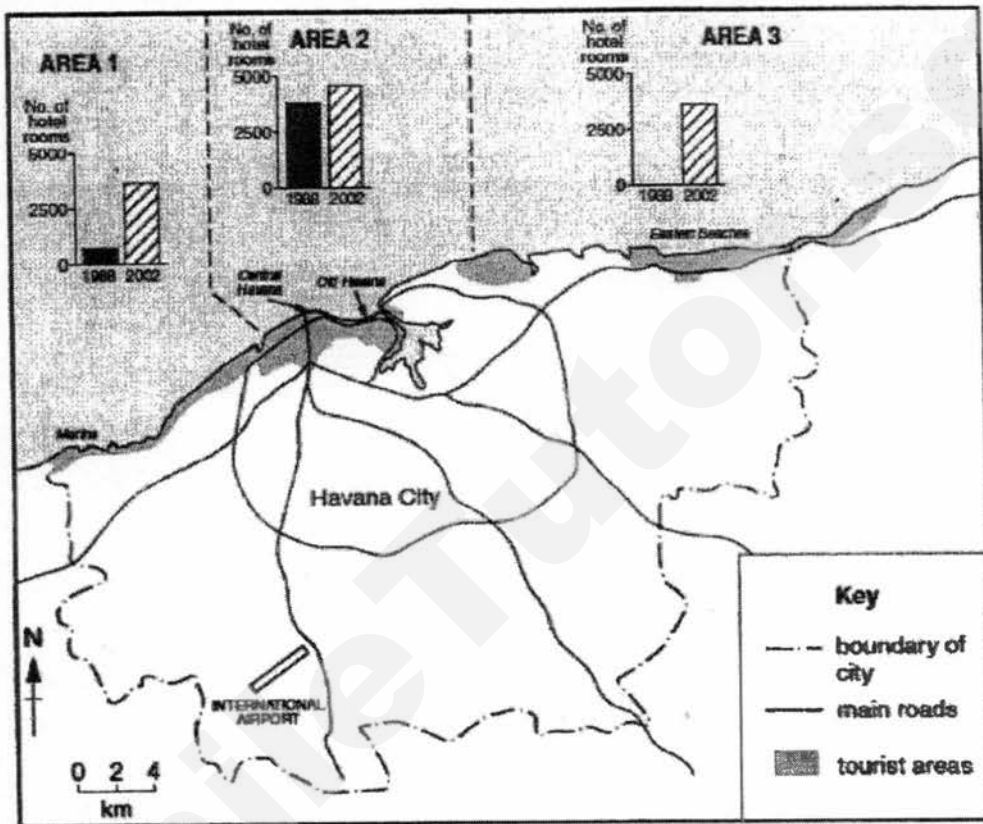 AREA 1
No. of
hotel
rooms
5000
2500
0
1988
2002
AREA 2
No. of
hotel
rooms
5000
2500
0
1988
2002
AREA 3
No. of
hotel
rooms
5000
2500
0
1988
2002
Eastern Beaches
Central
Havana
Old Havana
Marina
Havana City
N
INTERNATIONAL
AIRPORT
0 2 4
km
Key
boundary of
city
main roads
tourist areas